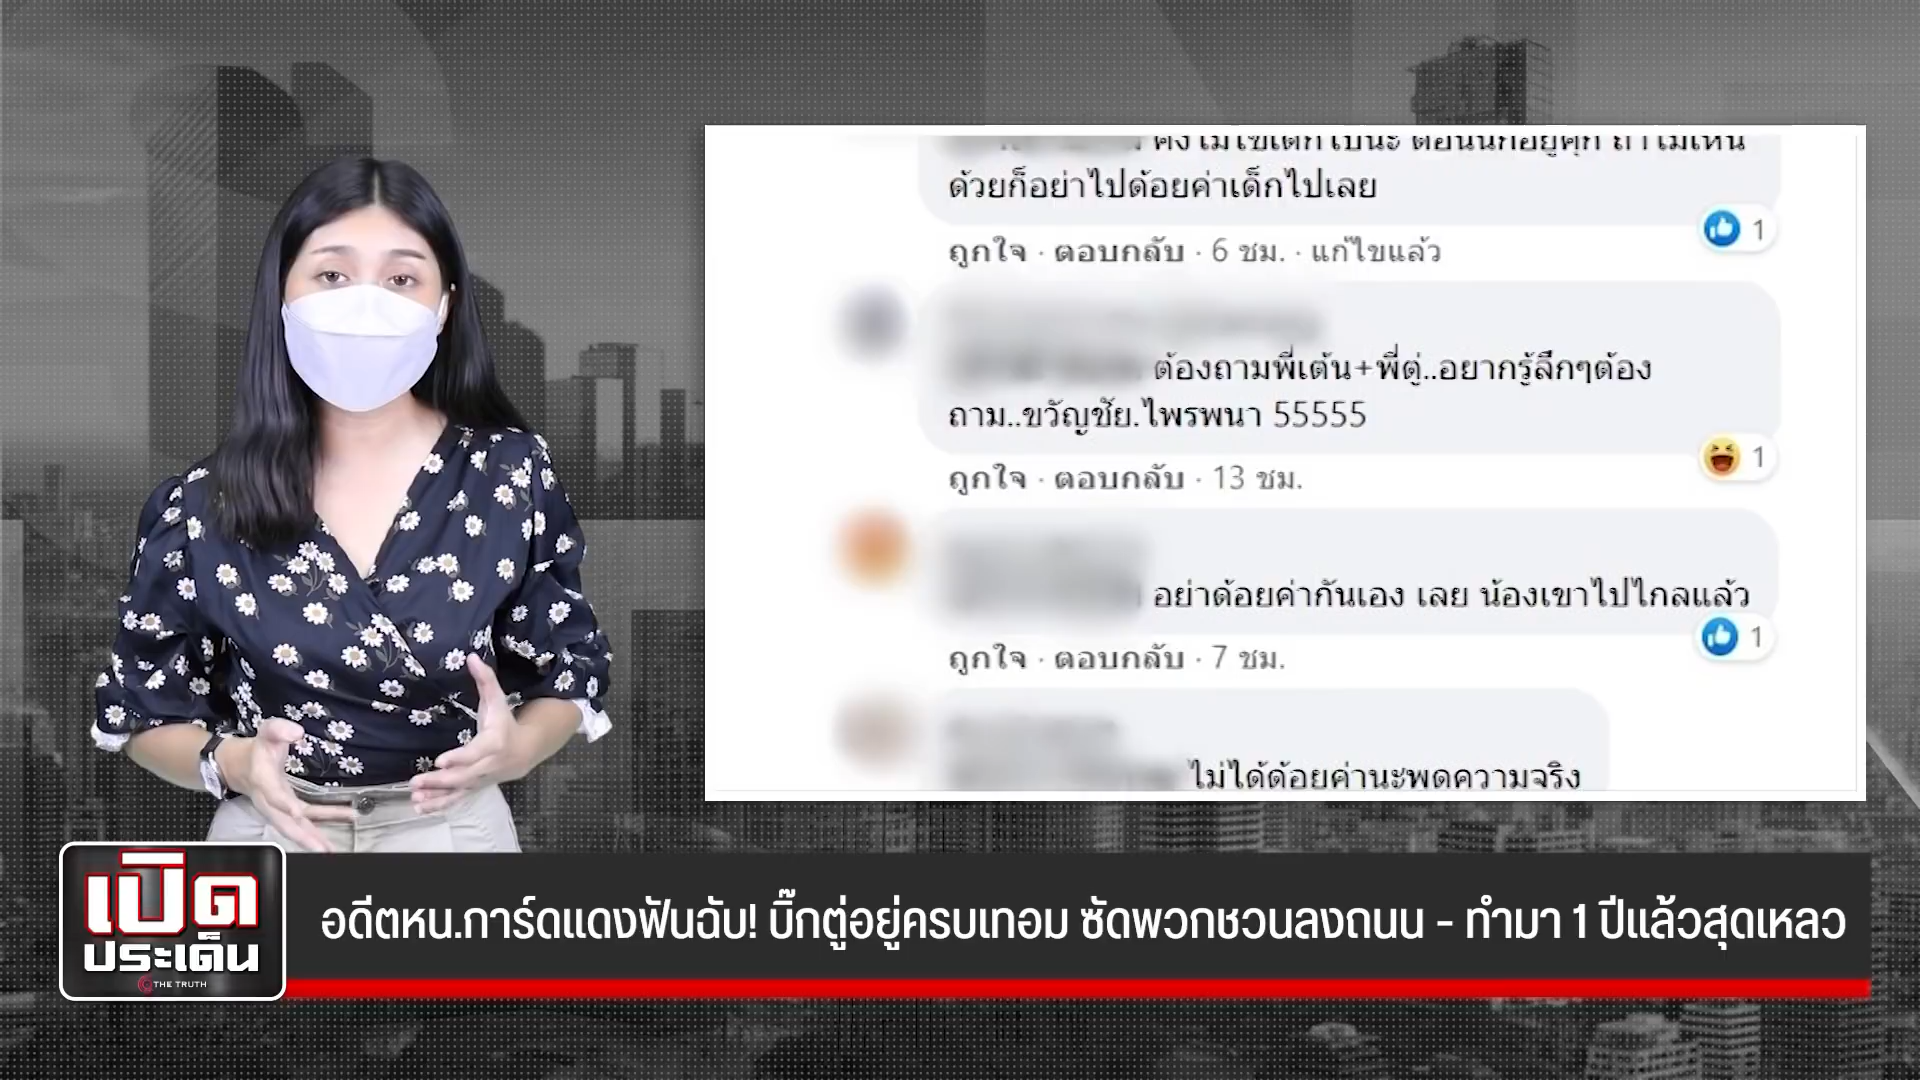 ด้วยก็อย่าไปด้อยค่าเด็กไปเลย
1
ถูกใจ · ตอบกลับ · 6 ชม. · แก้ไขแล้ว
ต้องถามพี่เต้น+พี่ตู่..อยากรู้ลึกๆต้อง
ถาม..ขวัญชัย.ไพรพนา 55555
1
ถูกใจ · ตอบกลับ · 13 ชม.
อย่าด้อยค่ากันเอง เลย น้องเขาไปไกลแล้ว
1
ถูกใจ · ตอบกลับ · 7 ชม.
ไม่ได้ด้อยค่านะพูดความจริง
เปิด
ประเด็น
THE TRUTH
อดีตหน.การ์ดแดงฟันฉับ! บิ๊กตู่อยู่ครบเทอม ซัดพวกชวนลงถนน - ทำมา 1 ปีแล้วสุดเหลว